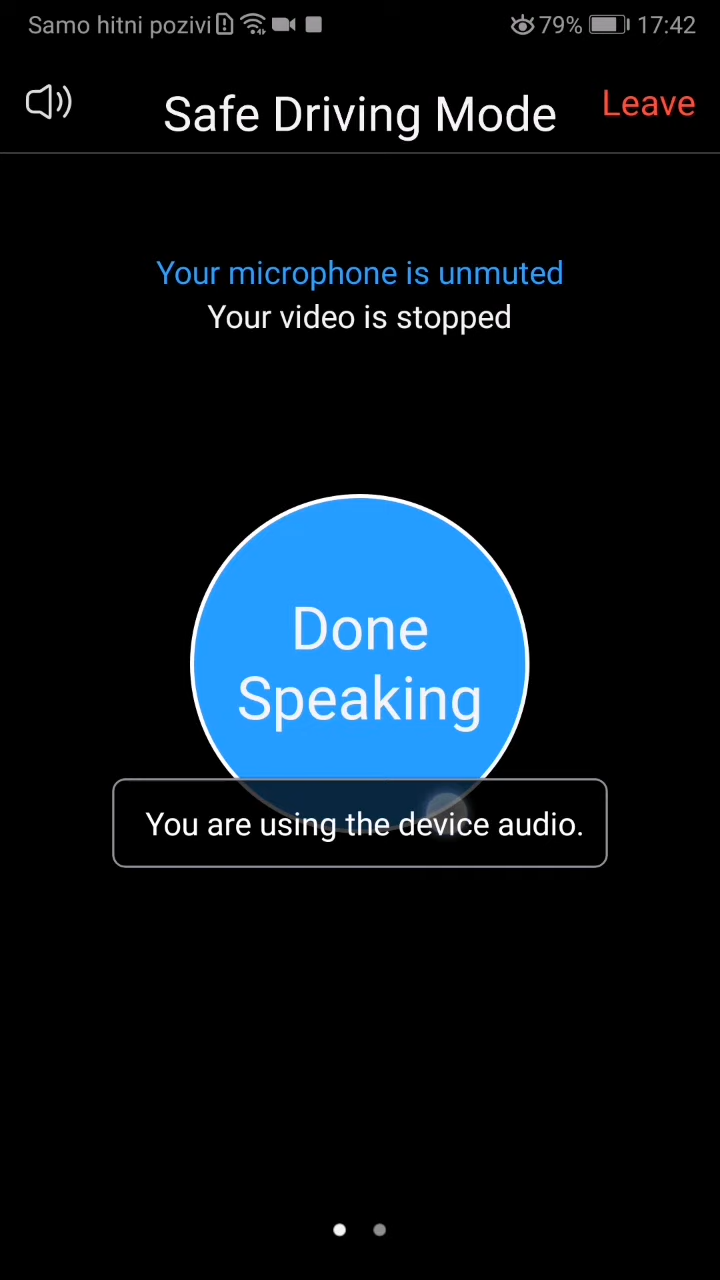 Samo hitni pozivi 79% 17:42
Safe Driving Mode Leave
Your microphone is unmuted
Your video is stopped
Done
Speaking
You are using the device audio.